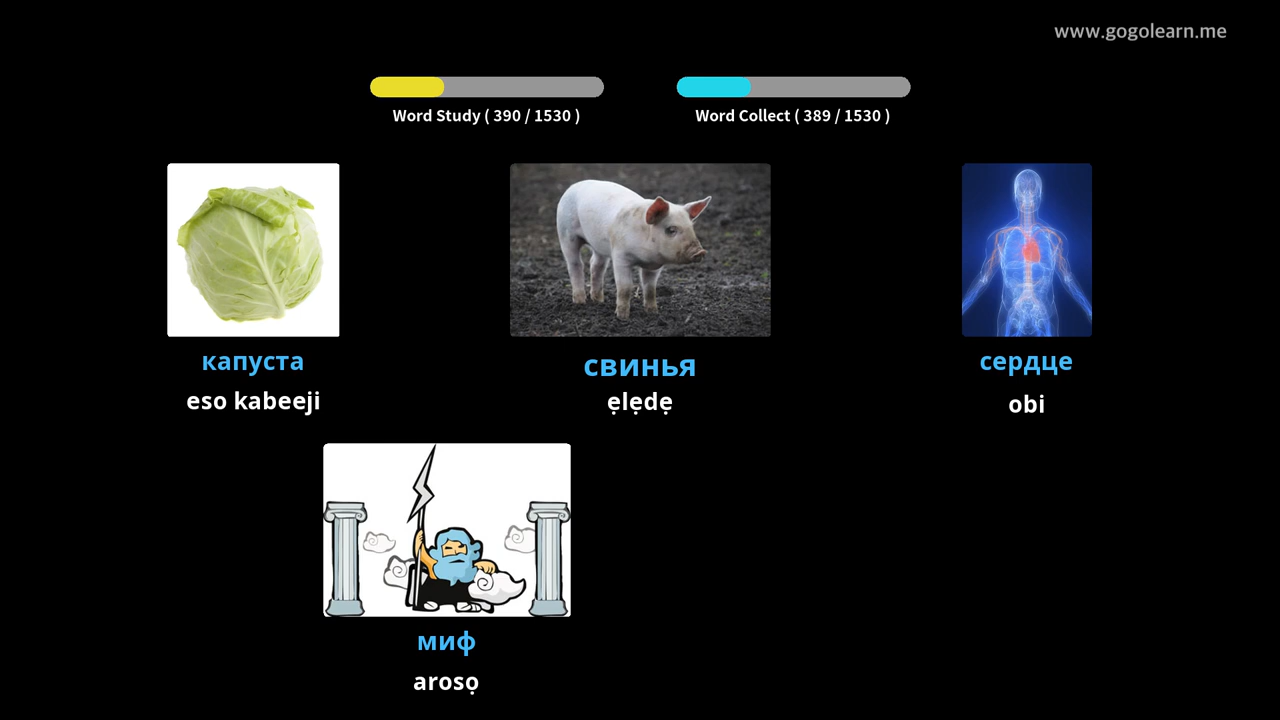 www.gogolearn.me
Word Study ( 390 / 1530 )
Word Collect ( 389 / 1530 )
капуста
свинья
сердце
eso kabeeji
ẹlẹdẹ
obi
миф
arosọ